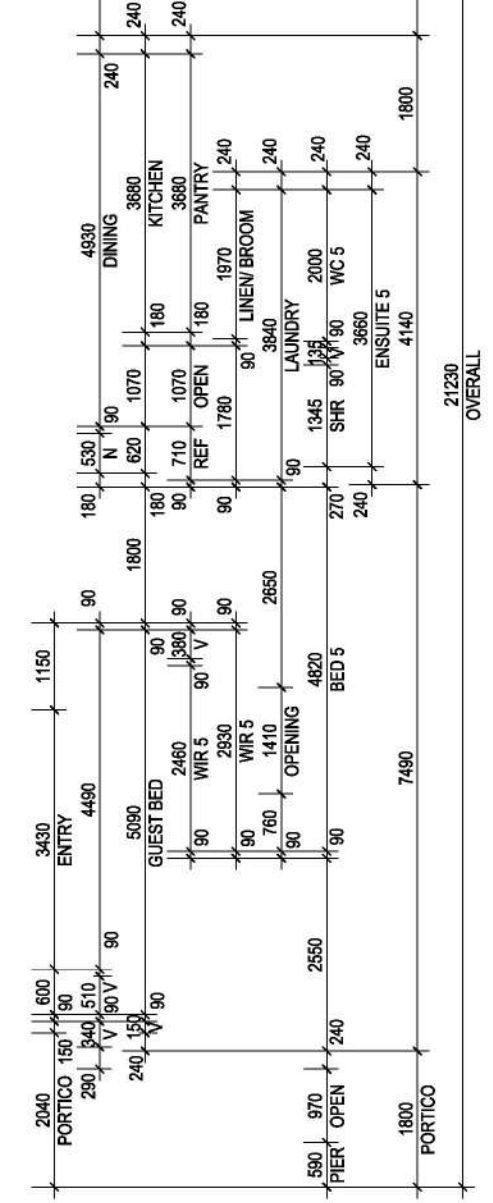 2040 600 3430 1150
PORTICO 150 90 ENTRY
290 340 510 4490 90 180 530 4930 240
V 90 V 90 N 90 DINING 240
240 150 5090 1800 620 1070 3680 240
V 90 GUEST BED 90 180 180 KITCHEN
2460 380 90 90 710 1070 3680 240
90 WIR 5 90 V REF OPEN 180 PANTRY
2930 90 90 1780 1970 240
90 WIR 5 90 LINEN/ BROOM
760 1410 2650 3840 240
90 OPENING 90 LAUNDRY
590 970 2550 4820 1345 135 2000 240
PIER OPEN 240 90 BED 5 270 SHR 90 V 90 WC 5
240 3660 240
ENSUITE 5
1800 7490 4140 1800
PORTICO
21230
OVERALL